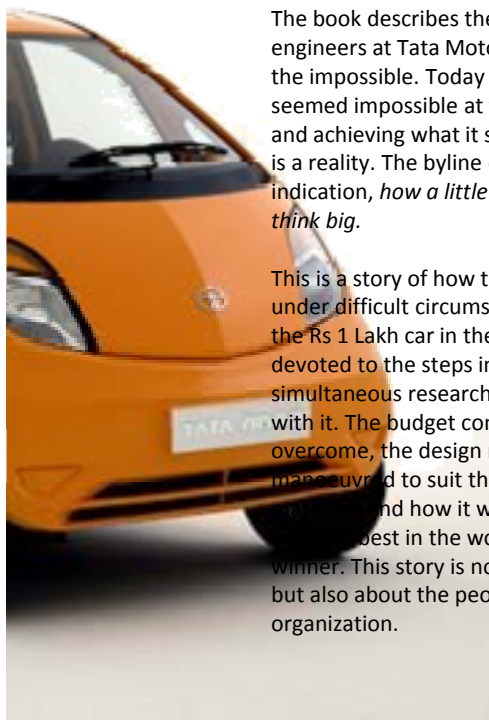 The book describes the
engineers at Tata Moto
the impossible. Today
seemed impossible at
and achieving what it s
is a reality. The byline
indication, how a little
think big.
This is a story of how t
under difficult circums
the Rs 1 Lakh car in the
devoted to the steps in
simultaneous research
with it. The budget con
overcome, the design
manoeuvred to suit th
and how it w
best in the wo
winner. This story is no
but also about the peo
organization.
TATA